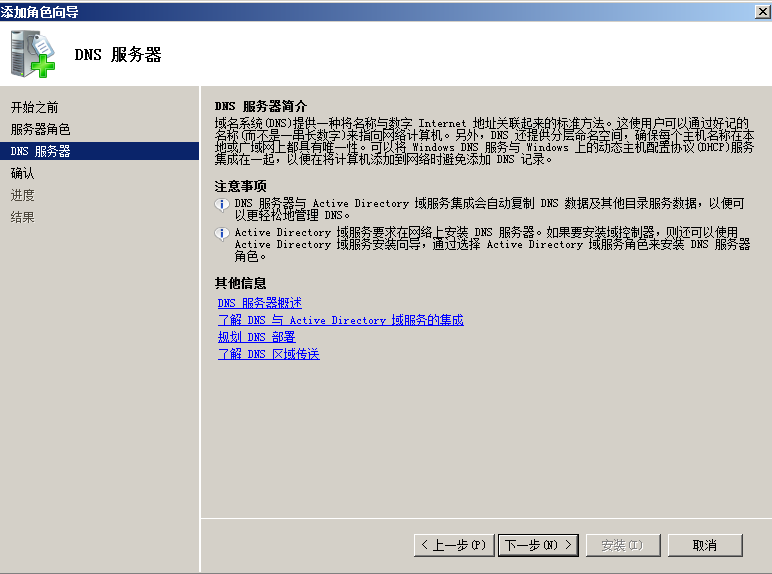 添加角色向导
DNS 服务器
开始之前
服务器角色
DNS 服务器
确认
进度
结果
DNS 服务器简介
域名系统(DNS)提供一种将名称与数字 Internet 地址关联起来的标准方法。这使用户可以通过好记的
名称(而不是一串长数字)来指向网络计算机。另外，DNS 还提供分层命名空间，确保每个主机名称在本
地或广域网上都具有唯一性。可以将 Windows DNS 服务与 Windows 上的动态主机配置协议(DHCP)服务
集成在一起，以便在将计算机添加到网络时避免添加 DNS 记录。
注意事项
DNS 服务器与 Active Directory 域服务集成会自动复制 DNS 数据及其他目录服务数据，以便可
以更轻松地管理 DNS。
Active Directory 域服务要求在网络上安装 DNS 服务器。如果要安装域控制器，则还可以使用
Active Directory 域服务安装向导，通过选择 Active Directory 域服务角色来安装 DNS 服务器
角色。
其他信息
DNS 服务器概述
了解 DNS 与 Active Directory 域服务的集成
规划 DNS 部署
了解 DNS 区域传送
< 上一步(P) 下一步(N) > 安装(I) 取消